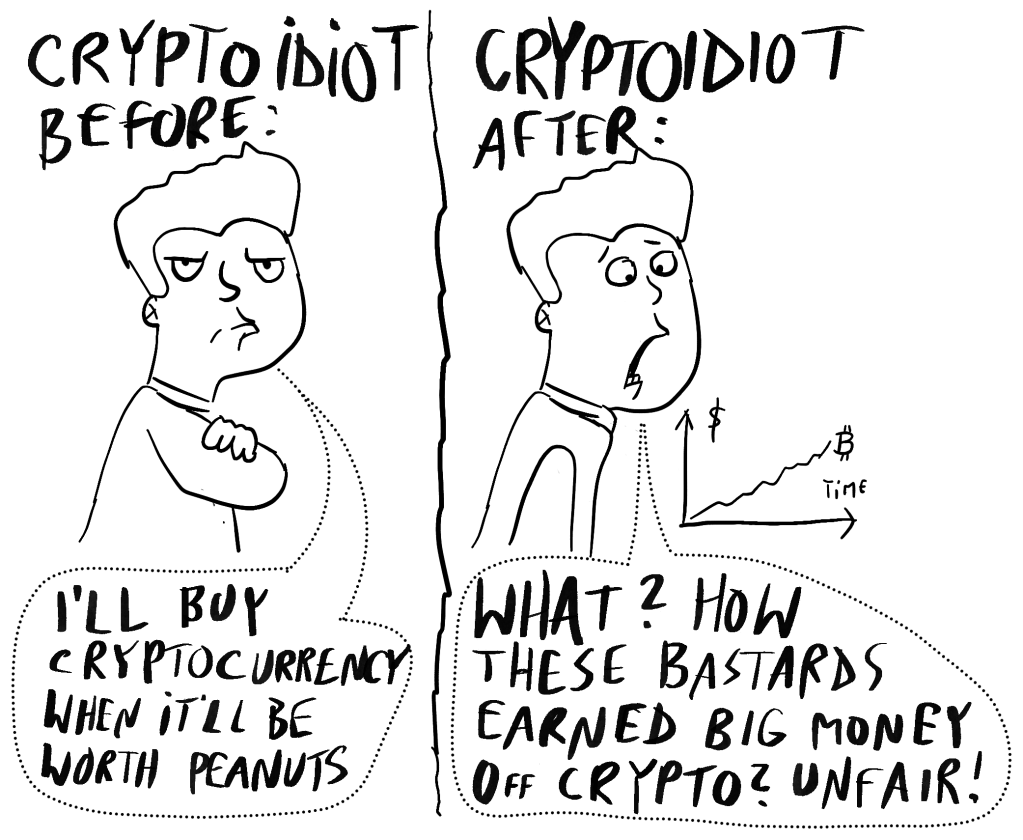 CRYPTOIDIOT
BEFORE:
I'LL BUY
CRYPTOCURRENCY
WHEN IT'LL BE
WORTH PEANUTS
CRYPTOIDIOT
AFTER:
$
₿
TIME
WHAT? HOW
THESE BASTARDS
EARNED BIG MONEY
OFF CRYPTO? UNFAIR!